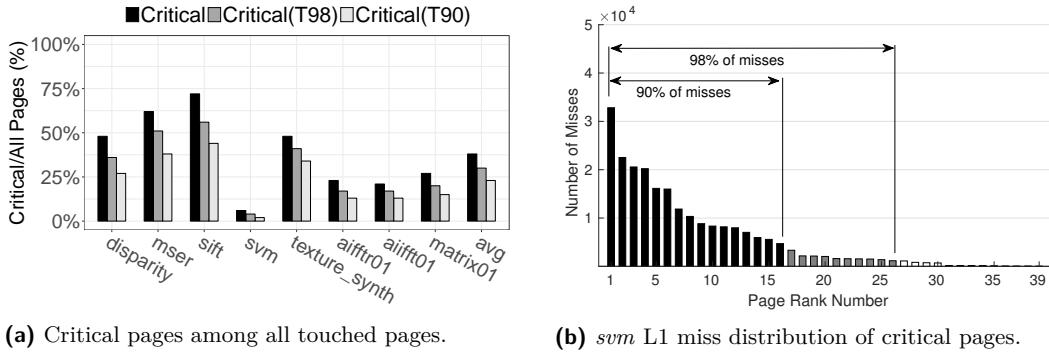 Critical Critical(T98) Critical(T90)
Critical/All Pages (%)
100%
75%
50%
25%
0%
disparity
mser
sift
svm
texture_synth
aifftr01
aiifft01
matrix01
avg
(a) Critical pages among all touched pages.
×10^4
Number of Misses
5
4
3
2
1
98% of misses
90% of misses
1 5 10 15 20 25 30 35 39
Page Rank Number
(b) svm L1 miss distribution of critical pages.